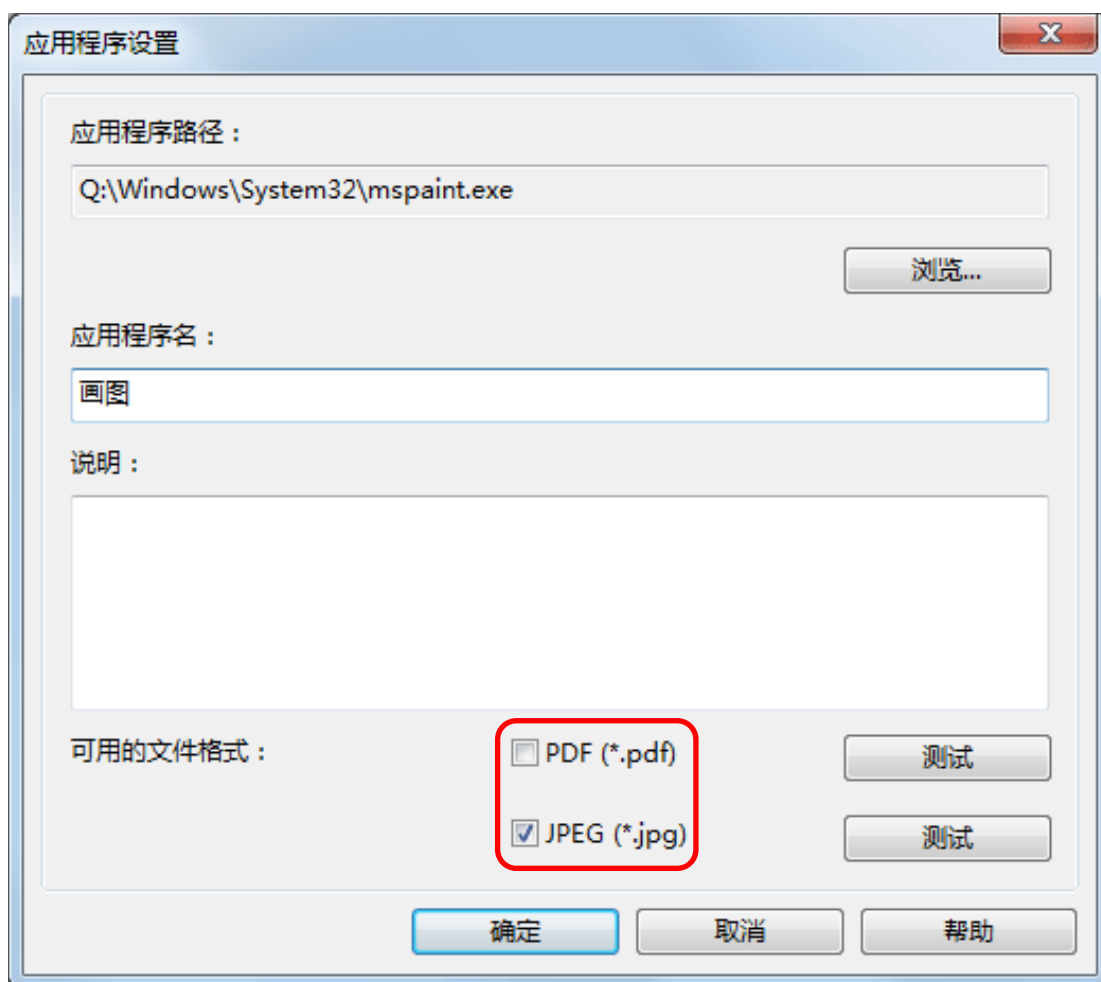 应用程序设置
应用程序路径：
Q:\Windows\System32\mspaint.exe
浏览...
应用程序名：
画图
说明：
可用的文件格式：
PDF (*.pdf)
测试
JPEG (*.jpg)
测试
确定
取消
帮助